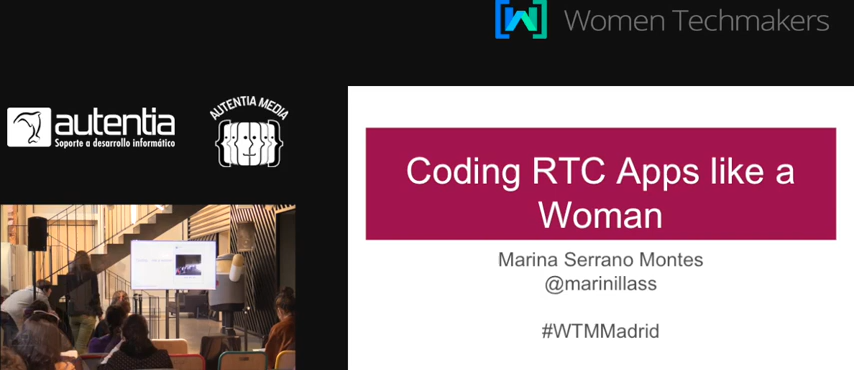 Women Techmakers
autentia
Soporte a desarrollo informático
AUTENTIA MEDIA
Coding RTC Apps like a
Woman
Marina Serrano Montes
@marinillass
#WTMMadrid